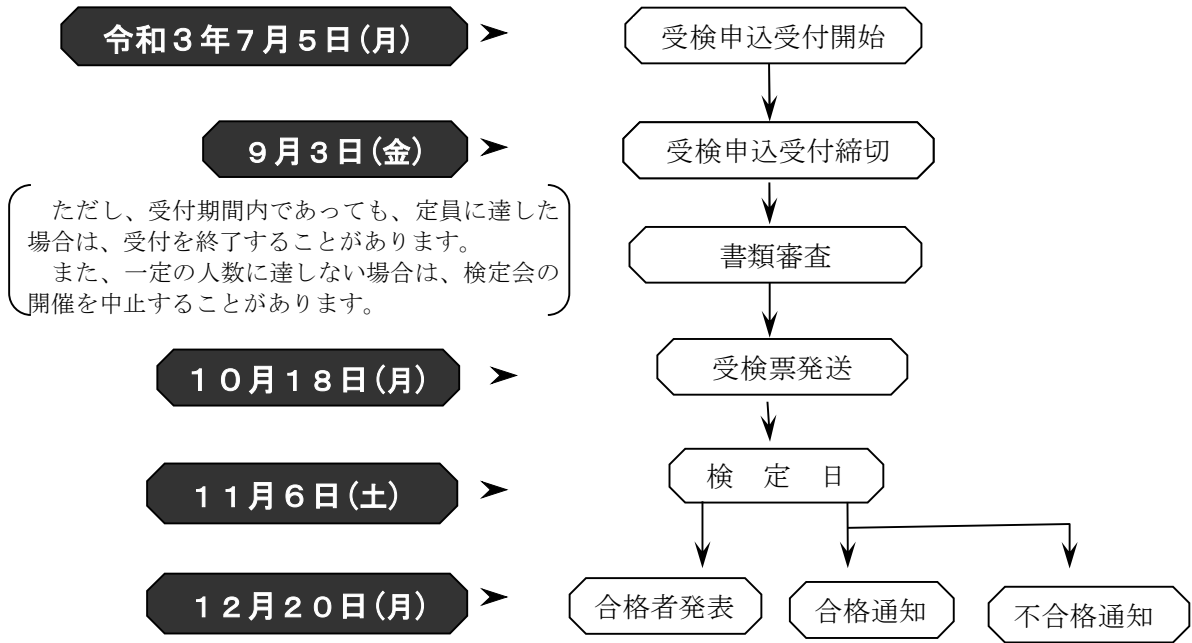 令和３年７月５日(月)
受検申込受付開始
９月３日(金)
受検申込受付締切
ただし、受付期間内であっても、定員に達した
場合は、受付を終了することがあります。
また、一定の人数に達しない場合は、検定会の
開催を中止することがあります。
書類審査
１０月１８日(月)
受検票発送
１１月６日(土)
検　定　日
１２月２０日(月)
合格者発表
合格通知
不合格通知